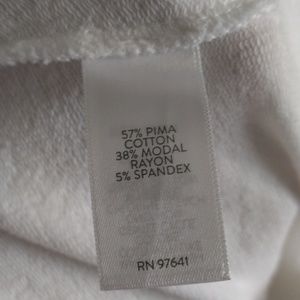 57% PIMA
COTTON
38% MODAL
RAYON
5% SPANDEX
RN 97641